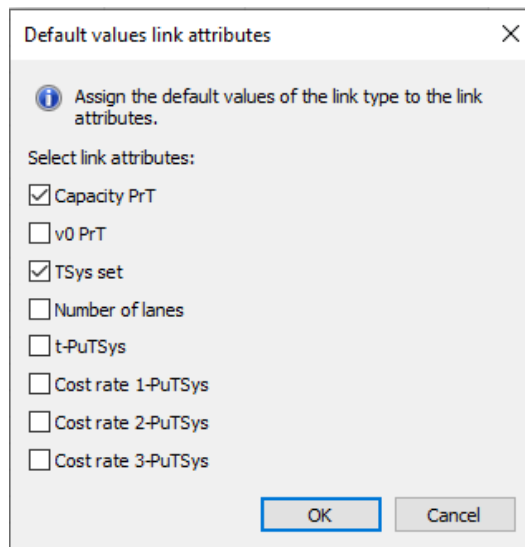 Default values link attributes
Assign the default values of the link type to the link
attributes.
Select link attributes:
Capacity PrT
v0 PrT
TSys set
Number of lanes
t-PuTSys
Cost rate 1-PuTSys
Cost rate 2-PuTSys
Cost rate 3-PuTSys
OK Cancel